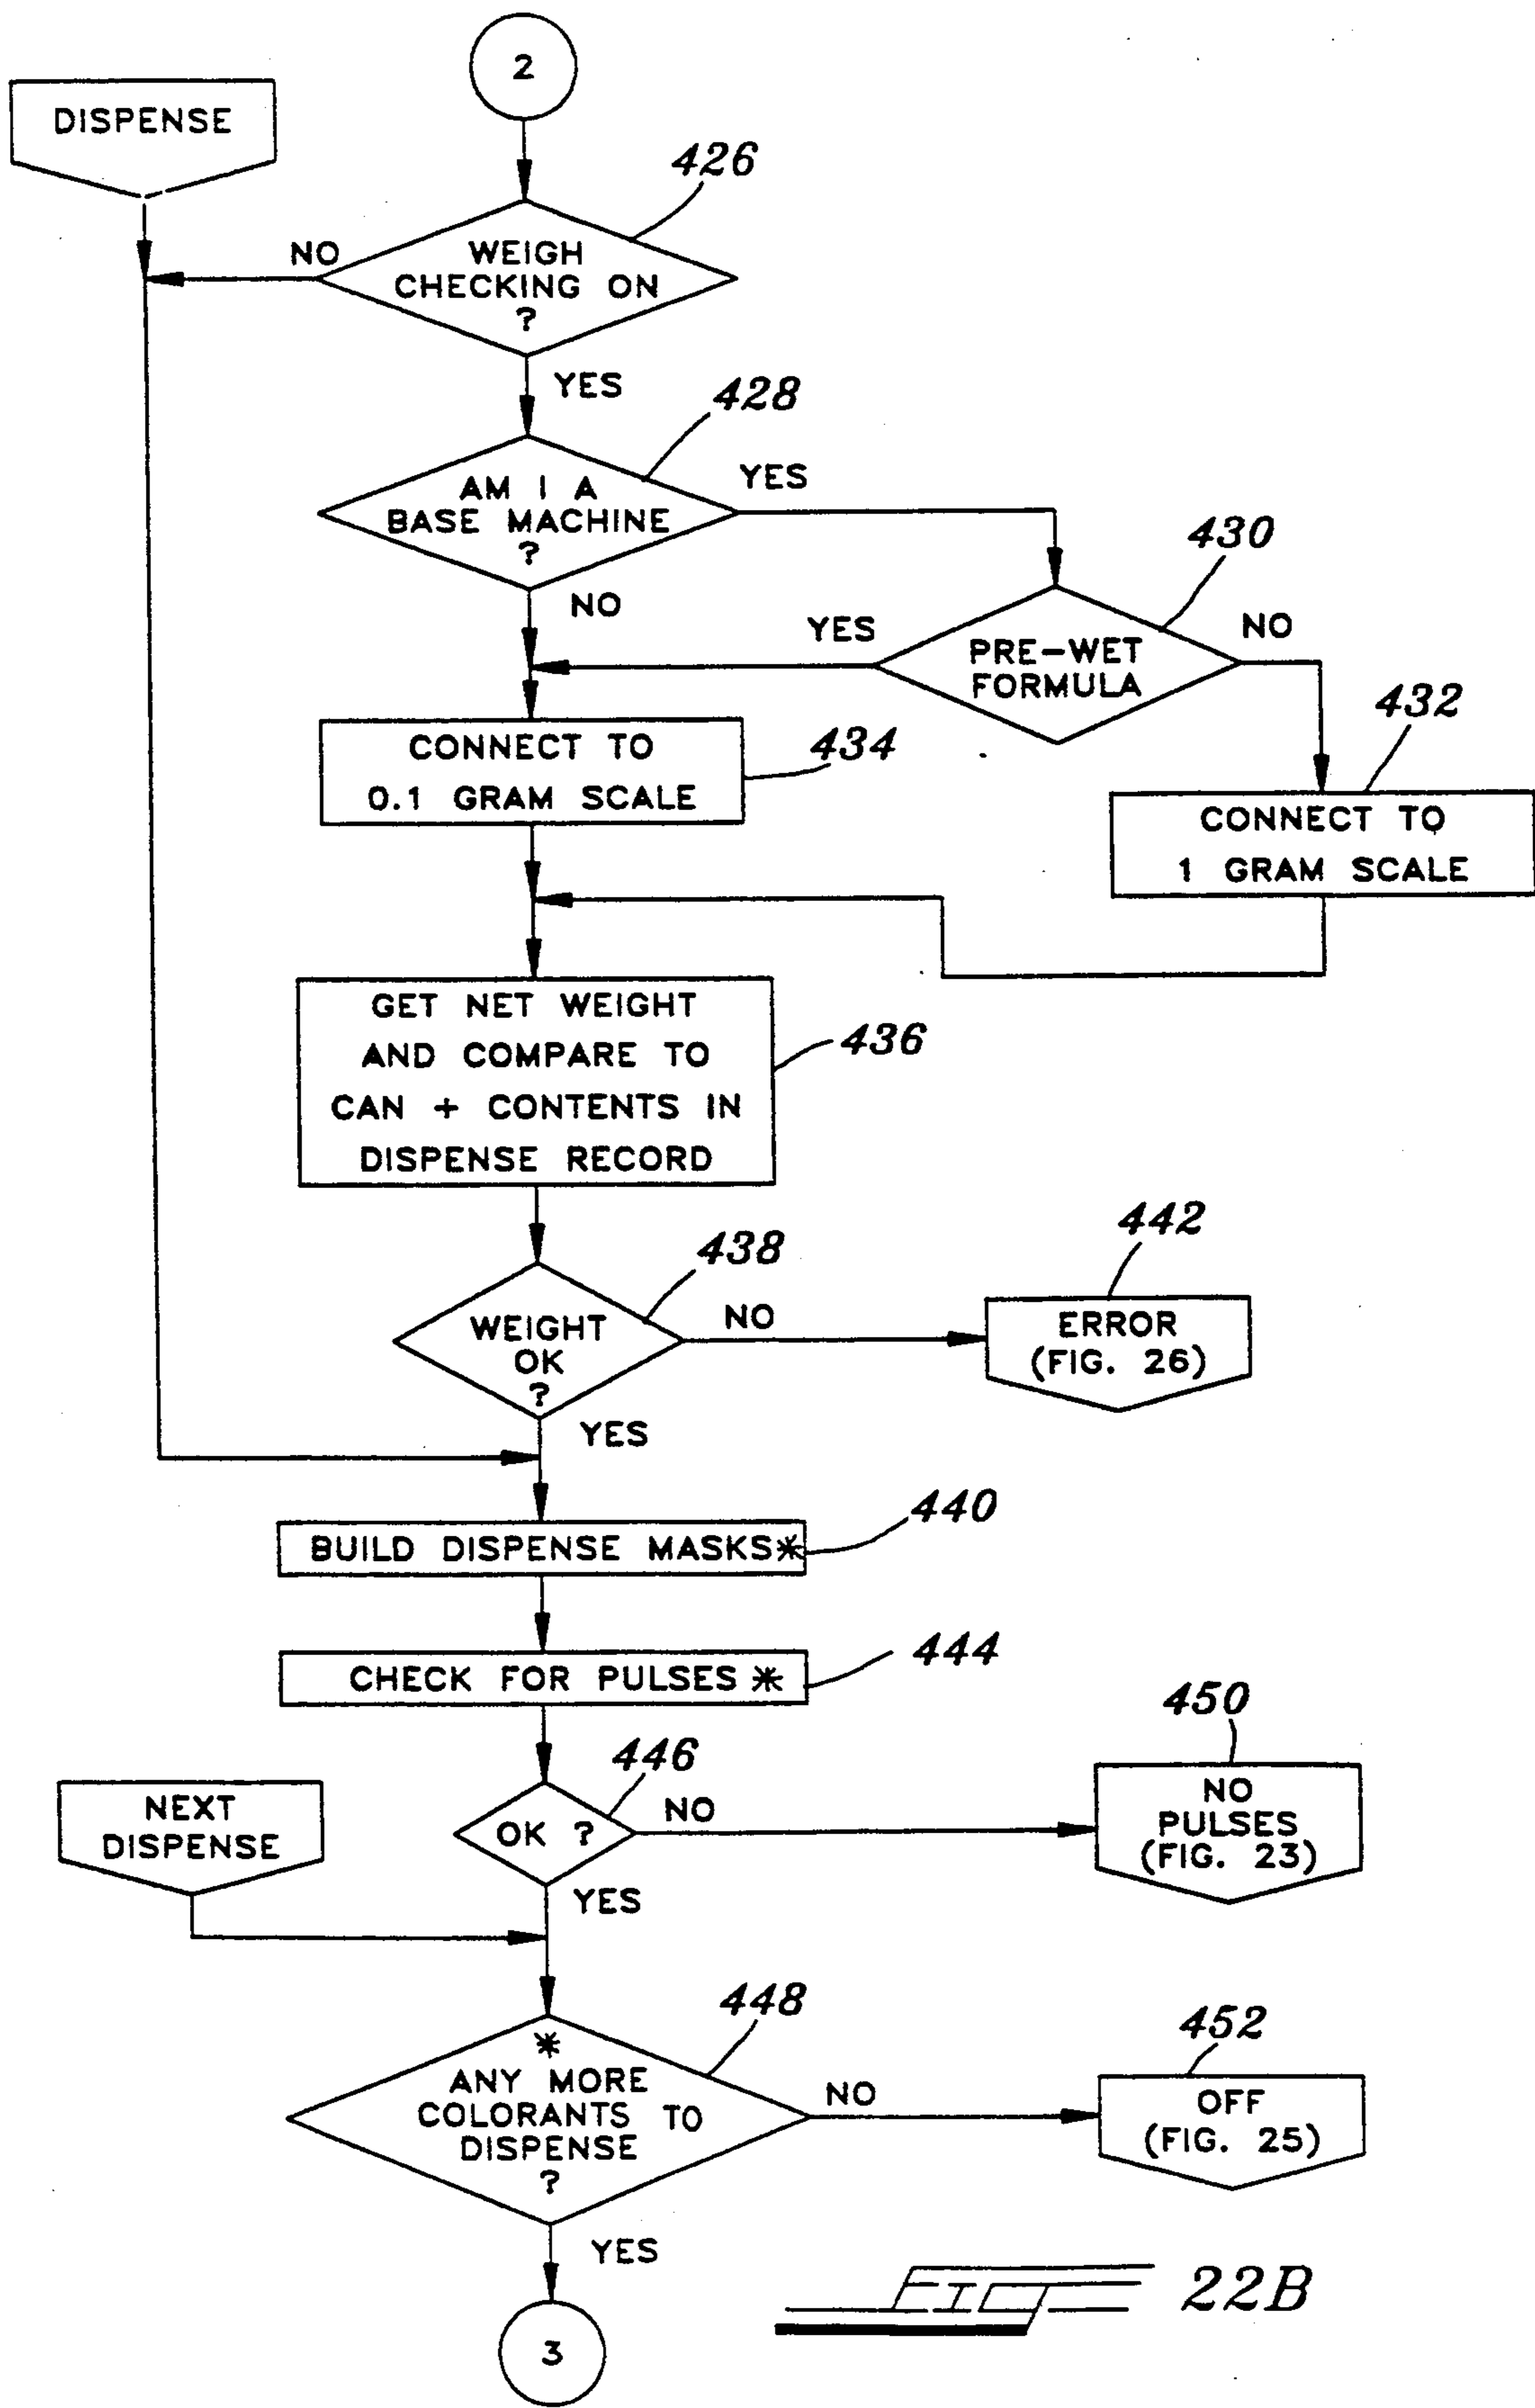 2
DISPENSE
426
NO
WEIGH
CHECKING ON
?
YES
428
AM I A
BASE MACHINE
?
YES
NO
430
YES
PRE-WET
FORMULA
NO
432
CONNECT TO
0.1 GRAM SCALE
434
CONNECT TO
1 GRAM SCALE
GET NET WEIGHT
AND COMPARE TO
CAN + CONTENTS IN
DISPENSE RECORD
436
438
WEIGHT
OK
?
NO
442
ERROR
(FIG. 26)
YES
BUILD DISPENSE MASKS*
440
CHECK FOR PULSES *
444
446
OK ?
NO
450
NO
PULSES
(FIG. 23)
NEXT
DISPENSE
YES
448
*
ANY MORE
COLORANTS TO
DISPENSE
?
NO
452
OFF
(FIG. 25)
YES
3
FIG 22B